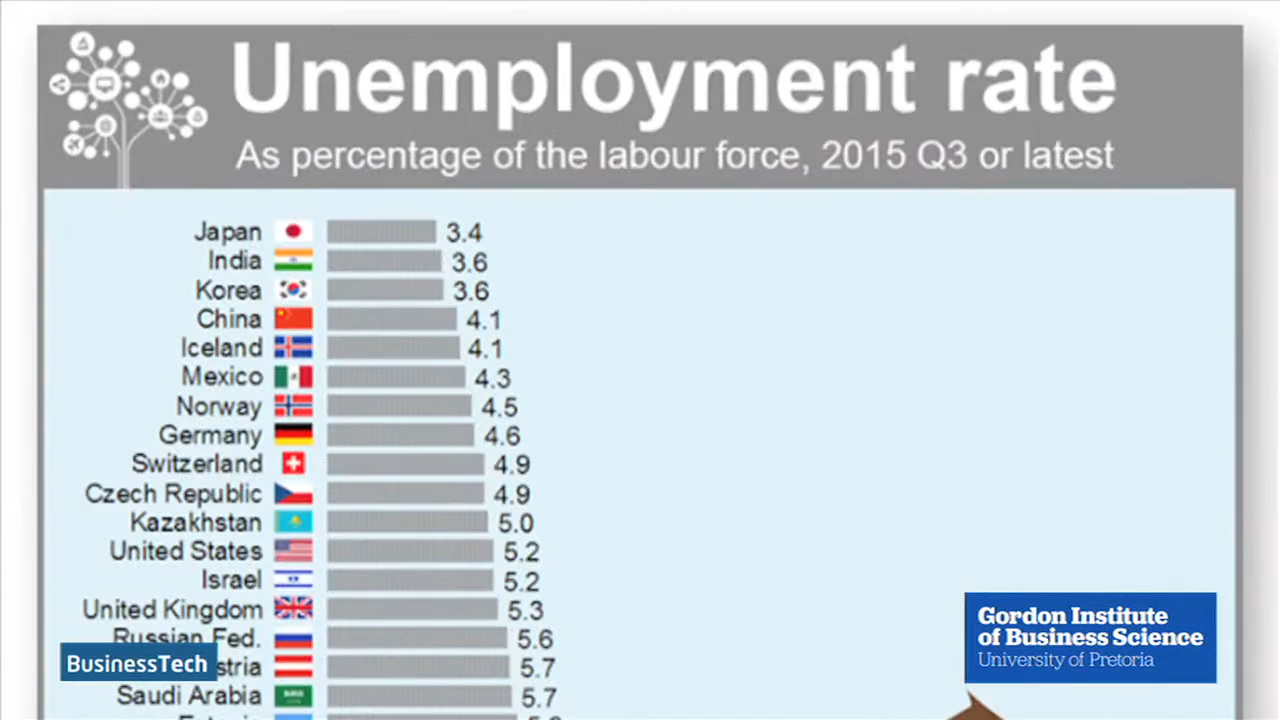 Unemployment rate
As percentage of the labour force, 2015 Q3 or latest
Japan 3.4
India 3.6
Korea 3.6
China 4.1
Iceland 4.1
Mexico 4.3
Norway 4.5
Germany 4.6
Switzerland 4.9
Czech Republic 4.9
Kazakhstan 5.0
United States 5.2
Israel 5.2
United Kingdom 5.3
Russian Fed. 5.6
stria 5.7
Saudi Arabia 5.7
BusinessTech
Gordon Institute
of Business Science
University of Pretoria